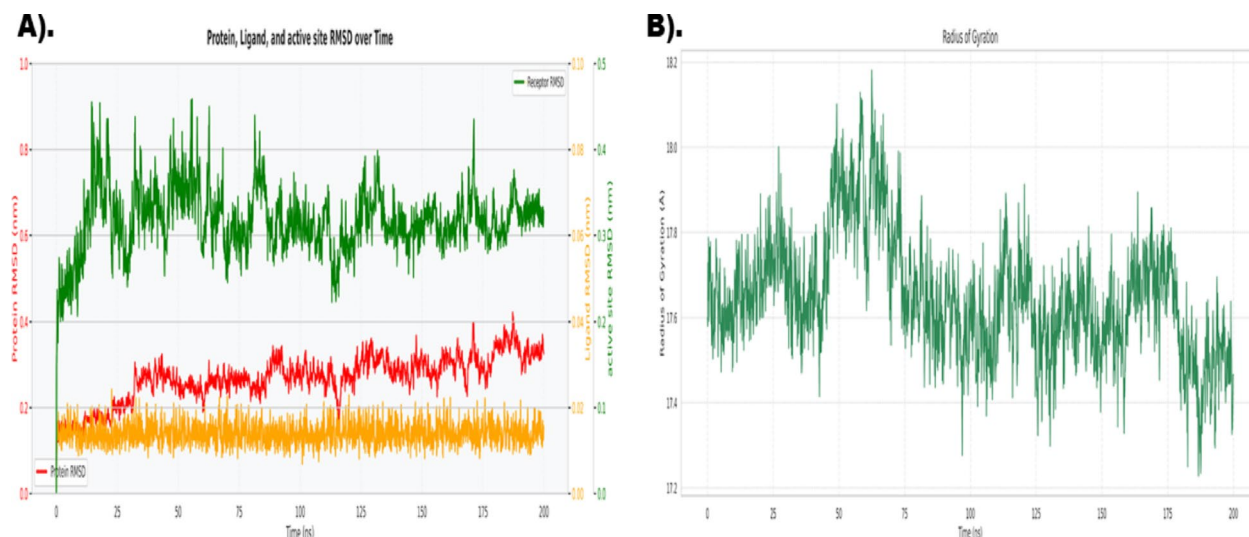 A).
Protein, Ligand, and active site RMSD over Time
1.0
0.8
0.6
0.4
0.2
0.0
Protein RMSD (nm)
0.10
0.08
0.06
0.04
0.02
0.00
Ligand RMSD (nm)
0.5
0.4
0.3
0.2
0.1
0.0
active site RMSD (nm)
Receptor RMSD
Protein RMSD
0 25 50 75 100 125 150 175 200
Time (ns)
B).
Radius of Gyration
18.2
18.0
17.8
17.6
17.4
17.2
Radius of Gyration (A)
0 25 50 75 100 125 150 175 200
Time (ns)